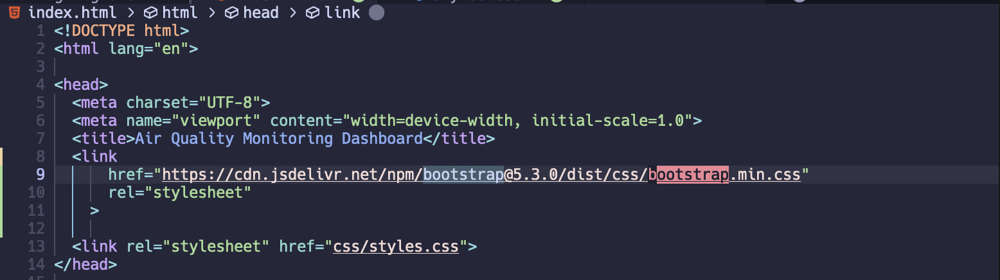 index.html > html > head > link
1 <!DOCTYPE html>
2 <html lang="en">
3
4 <head>
5 <meta charset="UTF-8">
6 <meta name="viewport" content="width=device-width, initial-scale=1.0">
7 <title>Air Quality Monitoring Dashboard</title>
8 <link
9 href="https://cdn.jsdelivr.net/npm/bootstrap@5.3.0/dist/css/bootstrap.min.css"
10 rel="stylesheet"
11 >
12
13 <link rel="stylesheet" href="css/styles.css">
14 </head>